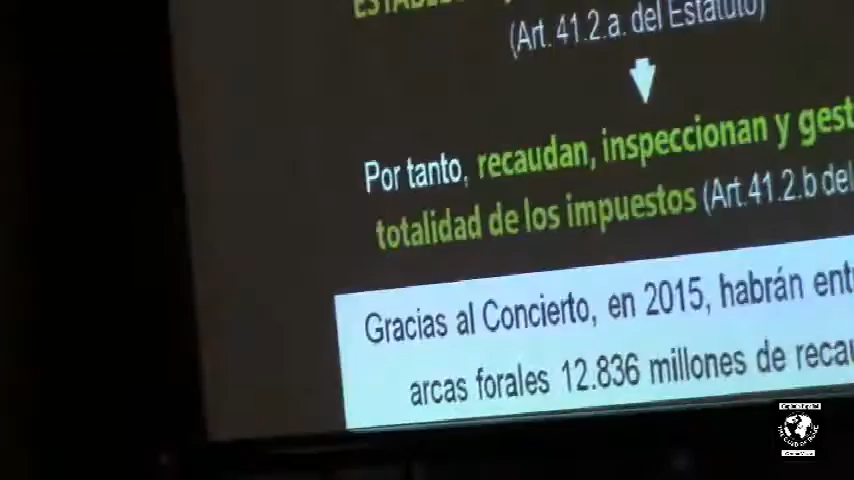 (Art. 41.2.a. del Estatuto)
Por tanto, recaudan, inspeccionan y gest
totalidad de los impuestos (Art.41.2.b del
Gracias al Concierto, en 2015, habrán ent
arcas forales 12.836 millones de recau